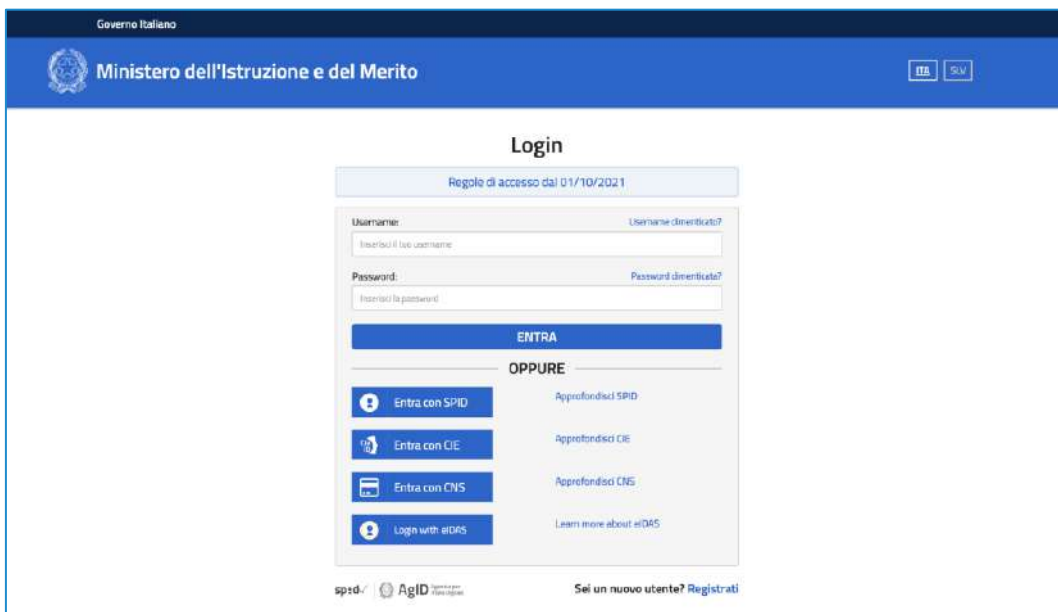 Governo Italiano
Ministero dell'Istruzione e del Merito
ITA SLV
Login
Regole di accesso dal 01/10/2021
Username: Username dimenticato?
Inserisci il tuo username
Password: Password dimenticata?
Inserisci la password
ENTRA
OPPURE
Entra con SPID Approfondisci SPID
Entra con CIE Approfondisci CIE
Entra con CNS Approfondisci CNS
Login with eIDAS Learn more about eIDAS
sp:d AgID Sei un nuovo utente? Registrati